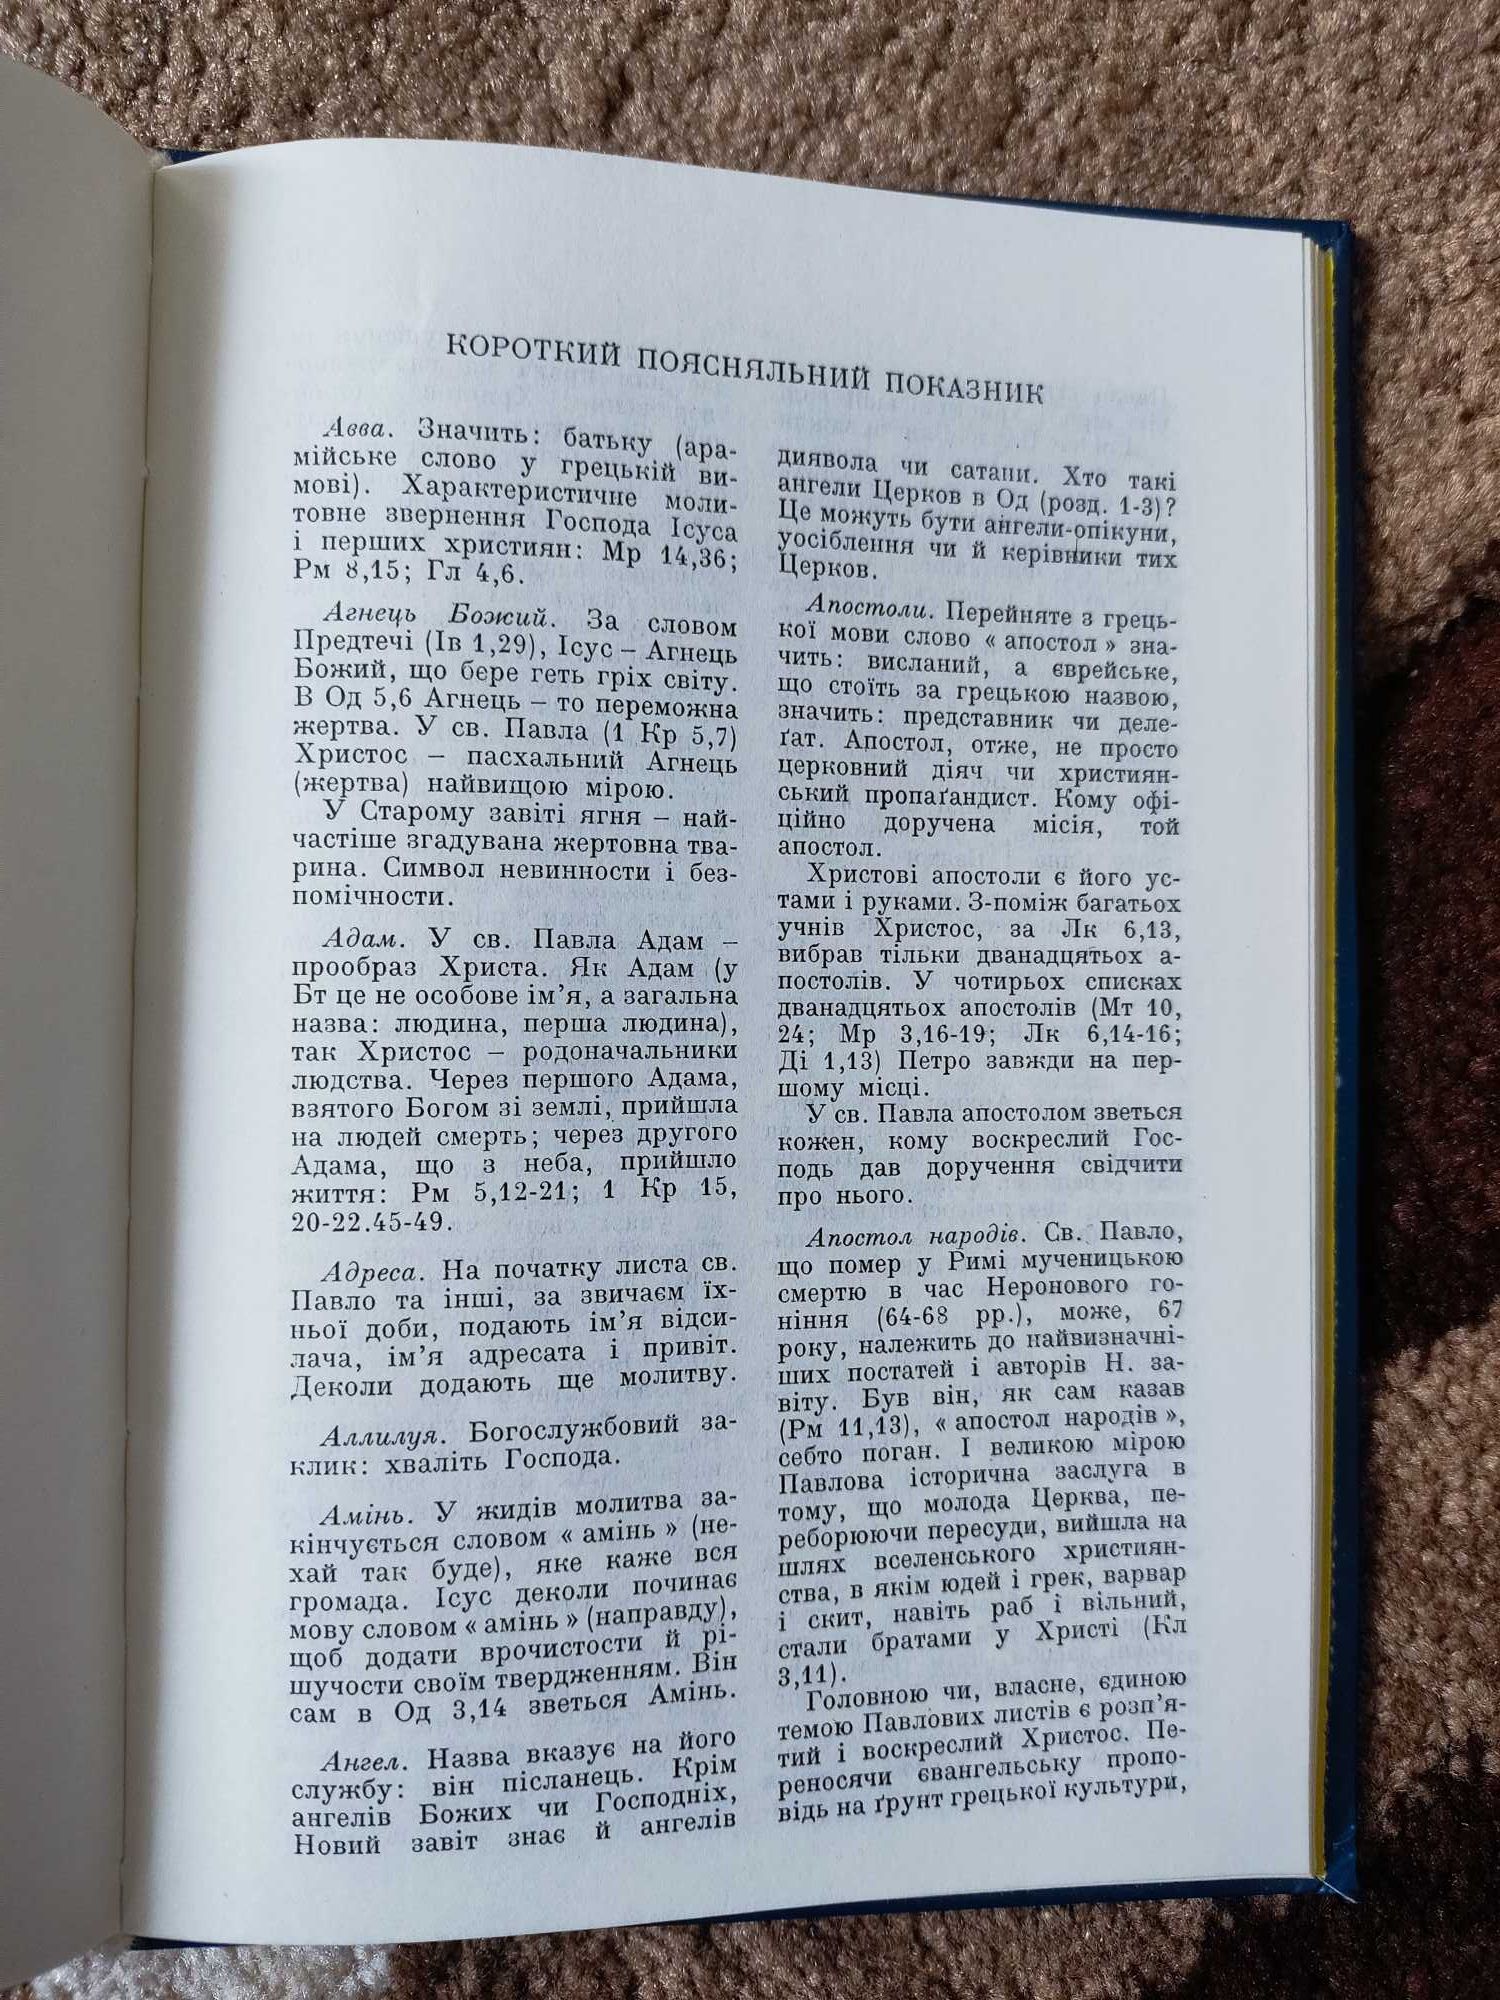 КОРОТКИЙ ПОЯСНЯЛЬНИЙ ПОКАЗНИК
Авва. Значить: батьку (ара-
мійське слово у грецькій ви-
мові). Характеристичне моли-
товне звернення Господа Ісуса
і перших християн: Мр 14,36;
Рм 8,15; Гл 4,6.
Агнець Божий. За словом
Предтечі (Ів 1,29), Ісус – Агнець
Божий, що бере геть гріх світу.
В Од 5,6 Агнець – то переможна
жертва. У св. Павла (1 Кр 5,7)
Христос – пасхальний Агнець
(жертва) найвищою мірою.
У Старому завіті ягня – най-
частіше згадувана жертовна тва-
рина. Символ невинности і без-
помічности.
Адам. У св. Павла Адам –
прообраз Христа. Як Адам (у
Бт це не особове ім’я, а загальна
назва: людина, перша людина),
так Христос – родоначальники
людства. Через першого Адама,
взятого Богом зі землі, прийшла
на людей смерть; через другого
Адама, що з неба, прийшло
життя: Рм 5,12-21; 1 Кр 15,
20-22.45-49.
Адреса. На початку листа св.
Павло та інші, за звичаєм їх-
ньої доби, подають ім’я відси-
лача, ім’я адресата і привіт.
Деколи додають ще молитву.
Аллилуя. Богослужбовий за-
клик: хваліть Господа.
Амінь. У жидів молитва за-
кінчується словом « амінь » (не-
хай так буде), яке каже вся
громада. Ісус деколи починає
мову словом « амінь » (направду),
щоб додати врочистости й рі-
шучости своїм твердженням. Він
сам в Од 3,14 зветься Амінь.
Ангел. Назва вказує на його
службу: він післанець. Крім
ангелів Божих чи Господніх,
Новий завіт знає й ангелів
диявола чи сатани. Хто такі
ангели Церков в Од (розд. 1-3)?
Це можуть бути ангели-опікуни,
уосіблення чи й керівники тих
Церков.
Апостоли. Перейняте з грець-
кої мови слово « апостол » зна-
чить: висланий, а єврейське,
що стоїть за грецькою назвою,
значить: представник чи деле-
ґат. Апостол, отже, не просто
церковний діяч чи християн-
ський пропаґандист. Кому офі-
ційно доручена місія, той
апостол.
Христові апостоли є його ус-
тами і руками. З-поміж багатьох
учнів Христос, за Лк 6,13,
вибрав тільки дванадцятьох а-
постолів. У чотирьох списках
дванадцятьох апостолів (Мт 10,
24; Мр 3,16-19; Лк 6,14-16;
Ді 1,13) Петро завжди на пер-
шому місці.
У св. Павла апостолом зветься
кожен, кому воскреслий Гос-
подь дав доручення свідчити
про нього.
Апостол народів. Св. Павло,
що помер у Римі мученицькою
смертю в час Неронового го-
ніння (64-68 рр.), може, 67
року, належить до найвизначні-
ших постатей і авторів Н. за-
віту. Був він, як сам казав
(Рм 11,13), « апостол народів »,
себто поган. І великою мірою
Павлова історична заслуга в
тому, що молода Церква, пе-
реборюючи пересуди, вийшла на
шлях вселенського християн-
ства, в якім юдей і грек, варвар
і скит, навіть раб і вільний,
стали братами у Христі (Кл
3,11).
Головною чи, власне, єдиною
темою Павлових листів є розп’я-
тий і воскреслий Христос. Пе-
реносячи євангельську пропо-
відь на ґрунт грецької культури,